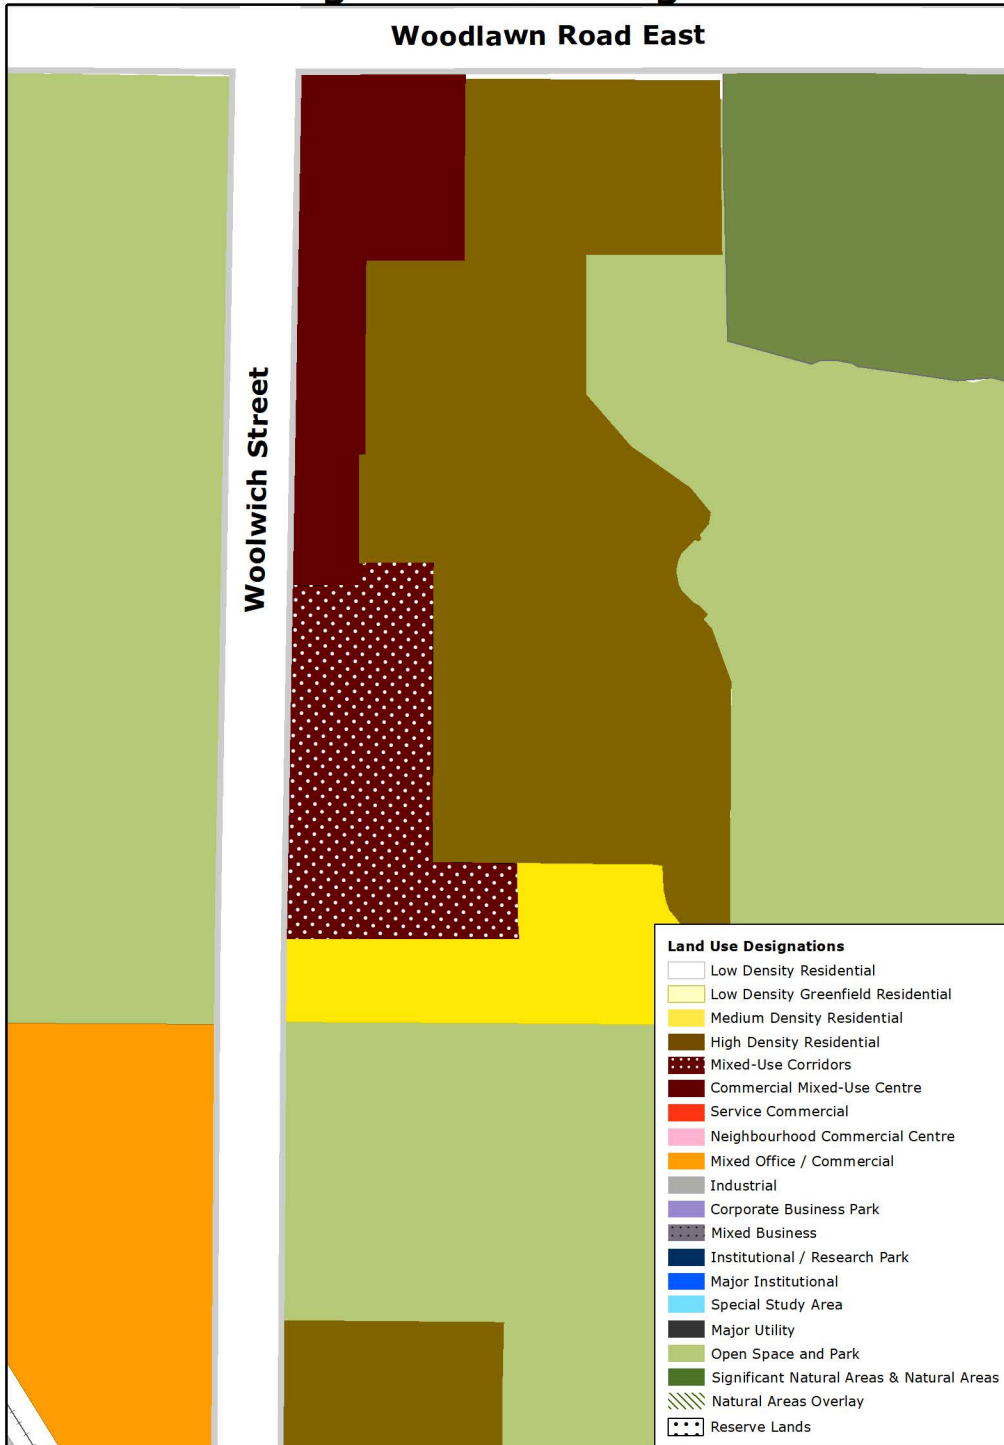 Woodlawn Road East
Woolwich Street
Land Use Designations
Low Density Residential
Low Density Greenfield Residential
Medium Density Residential
High Density Residential
Mixed-Use Corridors
Commercial Mixed-Use Centre
Service Commercial
Neighbourhood Commercial Centre
Mixed Office / Commercial
Industrial
Corporate Business Park
Mixed Business
Institutional / Research Park
Major Institutional
Special Study Area
Major Utility
Open Space and Park
Significant Natural Areas & Natural Areas
Natural Areas Overlay
Reserve Lands